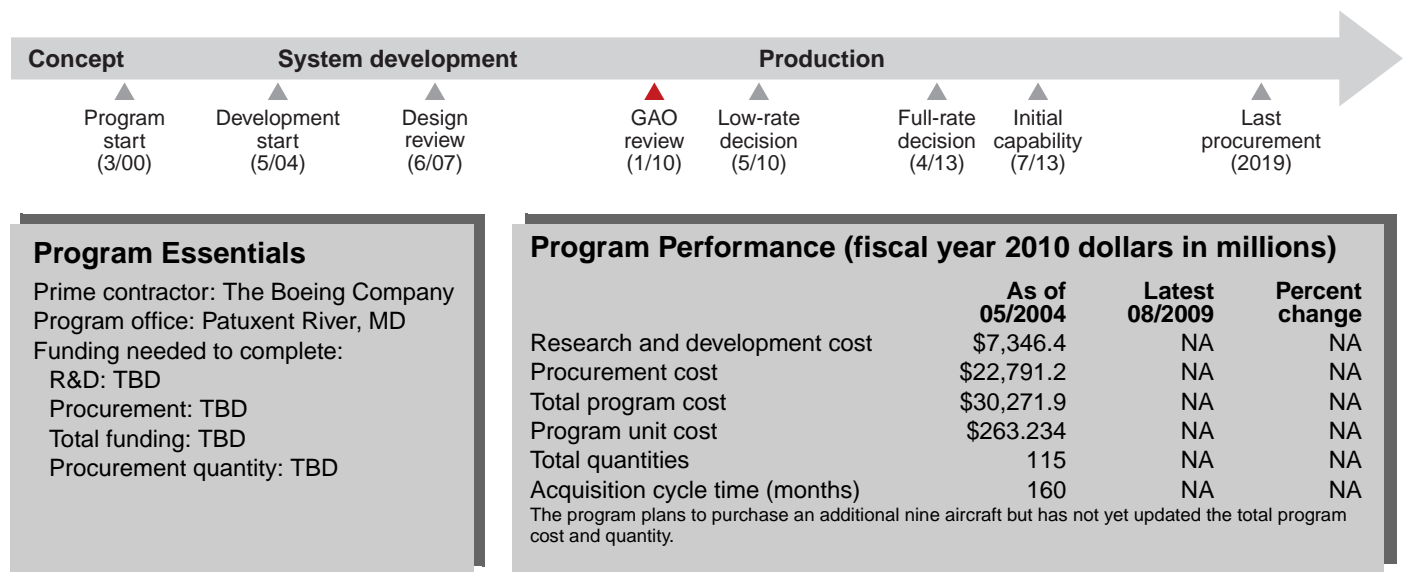 Concept System development Production
Program start (3/00)
Development start (5/04)
Design review (6/07)
GAO review (1/10)
Low-rate decision (5/10)
Full-rate decision (4/13)
Initial capability (7/13)
Last procurement (2019)
Program Essentials
Prime contractor: The Boeing Company
Program office: Patuxent River, MD
Funding needed to complete:
R&D: TBD
Procurement: TBD
Total funding: TBD
Procurement quantity: TBD
Program Performance (fiscal year 2010 dollars in millions)
As of 05/2004 Latest 08/2009 Percent change
Research and development cost $7,346.4 NA NA
Procurement cost $22,791.2 NA NA
Total program cost $30,271.9 NA NA
Program unit cost $263.234 NA NA
Total quantities 115 NA NA
Acquisition cycle time (months) 160 NA NA
The program plans to purchase an additional nine aircraft but has not yet updated the total program
cost and quantity.